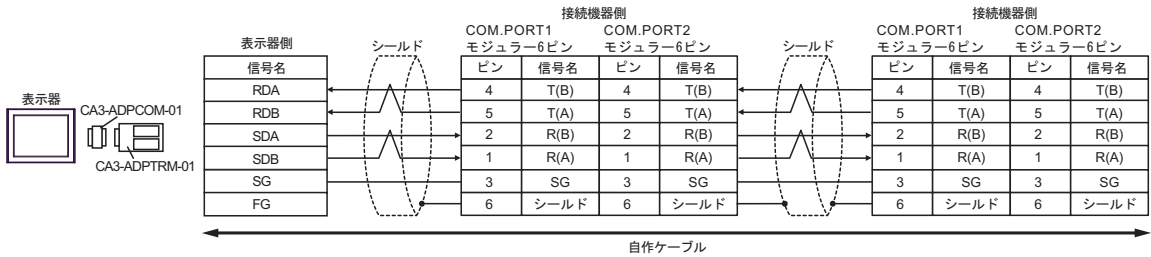 接続機器側 接続機器側
COM.PORT1 COM.PORT2 COM.PORT1 COM.PORT2
表示器側 シールド モジュラー6ピン モジュラー6ピン シールド モジュラー6ピン モジュラー6ピン
信号名 ピン 信号名 ピン 信号名 ピン 信号名 ピン 信号名
RDA 4 T(B) 4 T(B) 4 T(B) 4 T(B)
RDB 5 T(A) 5 T(A) 5 T(A) 5 T(A)
SDA 2 R(B) 2 R(B) 2 R(B) 2 R(B)
SDB 1 R(A) 1 R(A) 1 R(A) 1 R(A)
SG 3 SG 3 SG 3 SG 3 SG
FG 6 シールド 6 シールド 6 シールド 6 シールド
表示器
CA3-ADPCOM-01
CA3-ADPTRM-01
自作ケーブル